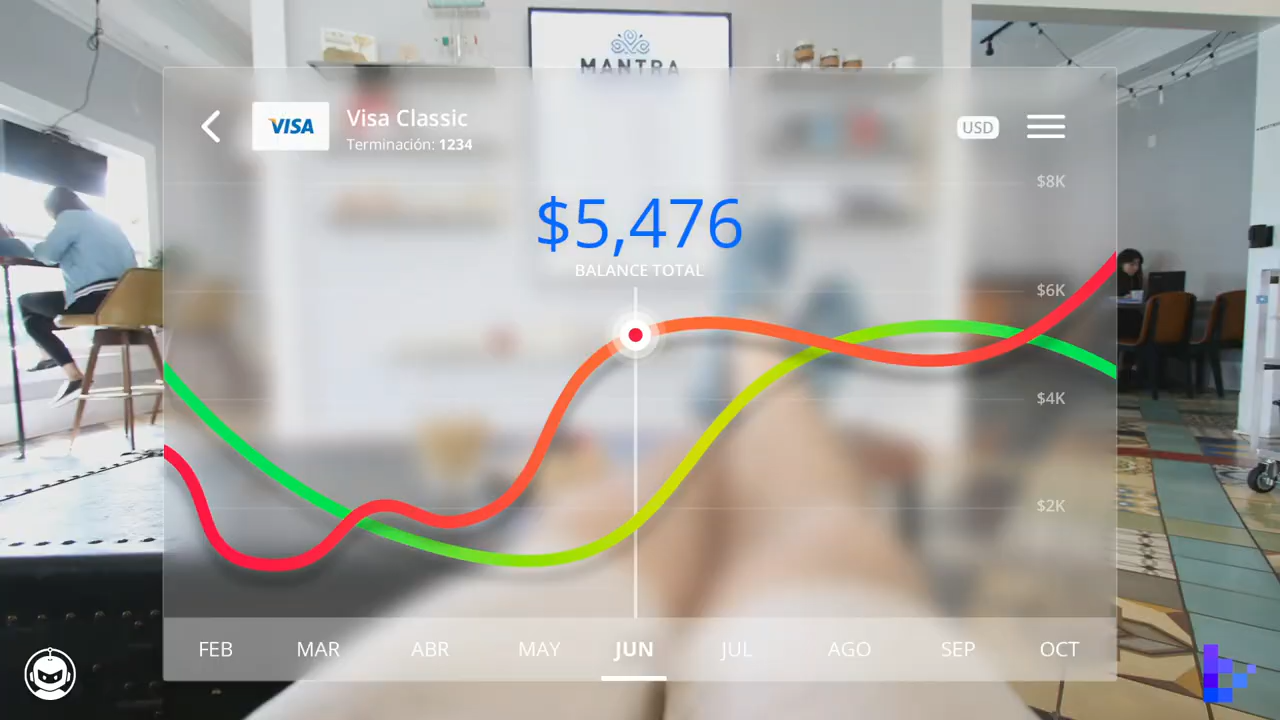 MANTRA
VISA
Visa Classic
Terminación: 1234
USD
$8K
$5,476
BALANCE TOTAL
$6K
$4K
$2K
FEB MAR ABR MAY JUN JUL AGO SEP OCT